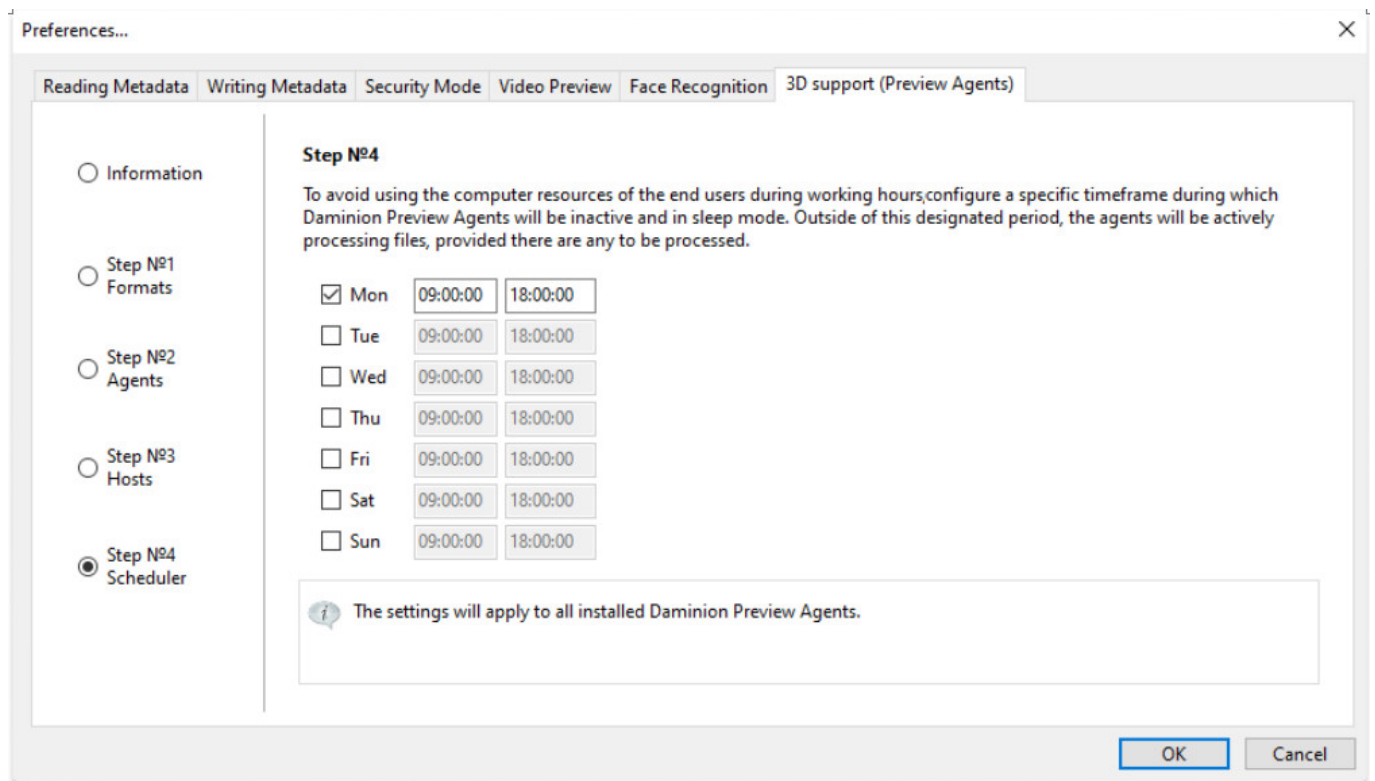 Preferences...
Reading Metadata Writing Metadata Security Mode Video Preview Face Recognition 3D support (Preview Agents)
Information
Step №1
Formats
Step №2
Agents
Step №3
Hosts
Step №4
Scheduler
Step №4
To avoid using the computer resources of the end users during working hours,configure a specific timeframe during which
Daminion Preview Agents will be inactive and in sleep mode. Outside of this designated period, the agents will be actively
processing files, provided there are any to be processed.
Mon 09:00:00 18:00:00
Tue 09:00:00 18:00:00
Wed 09:00:00 18:00:00
Thu 09:00:00 18:00:00
Fri 09:00:00 18:00:00
Sat 09:00:00 18:00:00
Sun 09:00:00 18:00:00
The settings will apply to all installed Daminion Preview Agents.
OK Cancel